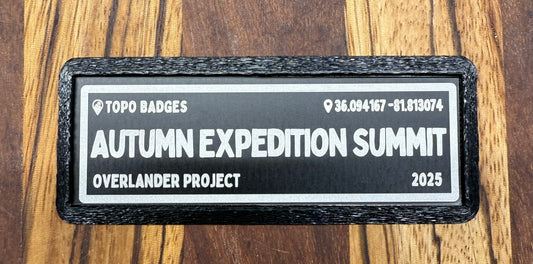 TOPO BADGES 36.094167 -81.813074
AUTUMN EXPEDITION SUMMIT
OVERLANDER PROJECT 2025